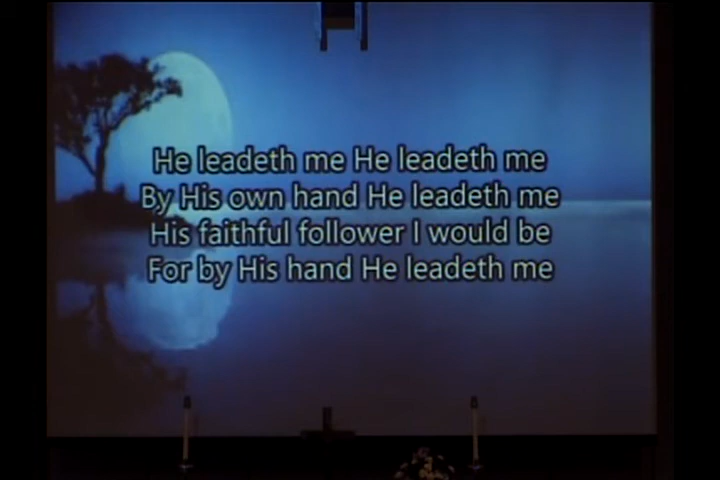 He leadeth me He leadeth me
By His own hand He leadeth me
His faithful follower I would be
For by His hand He leadeth me